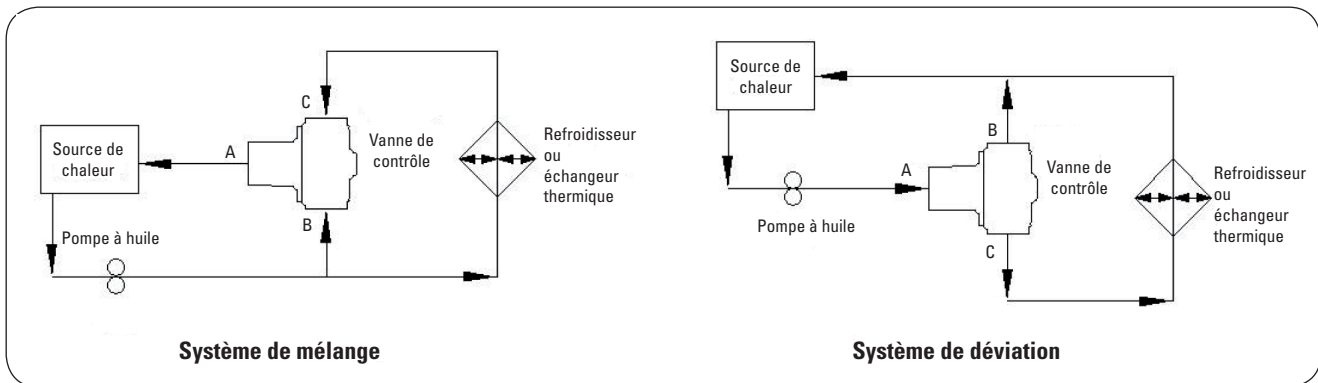 C
Source de
chaleur
A
Vanne de
contrôle
Refroidisseur
ou
échangeur
thermique
B
Pompe à huile
Système de mélange
Source de
chaleur
B
A
Vanne de
contrôle
Refroidisseur
ou
échangeur
thermique
Pompe à huile
C
Système de déviation